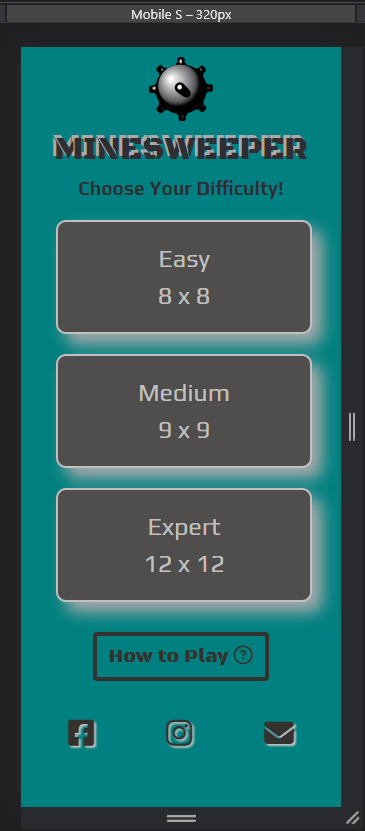 Mobile S – 320px
MINESWEEPER
Choose Your Difficulty!
Easy
8 x 8
Medium
9 x 9
Expert
12 x 12
How to Play ?